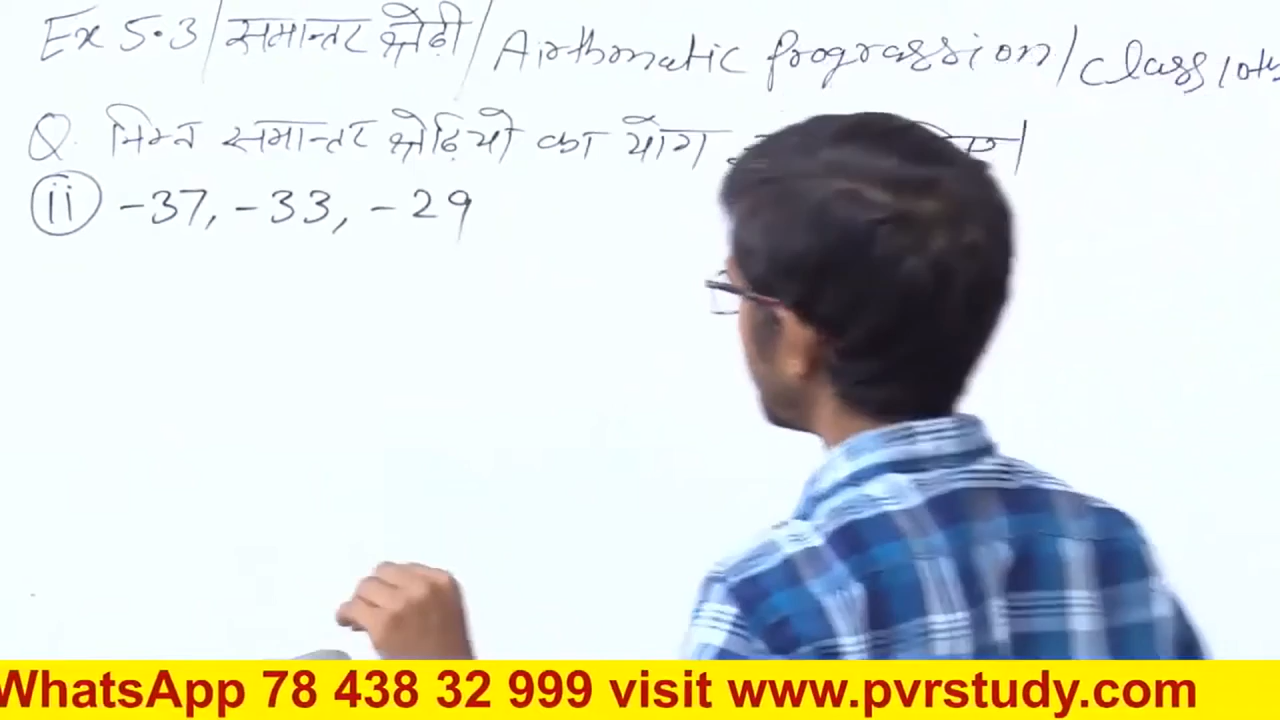 Ex 5.3 / समान्तर श्रेढी / Airthmatic Progression / Class 10th
Q. निम्न समान्तर श्रेढियो का योग
(ii) -37, -33, -29
WhatsApp 78 438 32 999 visit www.pvrstudy.com